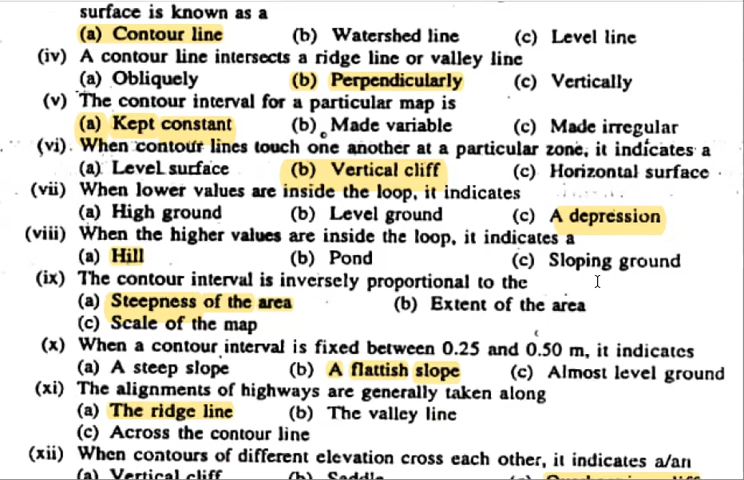 surface is known as a
(a) Contour line (b) Watershed line (c) Level line
(iv) A contour line intersects a ridge line or valley line
(a) Obliquely (b) Perpendicularly (c) Vertically
(v) The contour interval for a particular map is
(a) Kept constant (b) Made variable (c) Made irregular
(vi) When contour lines touch one another at a particular zone, it indicates a
(a) Level surface (b) Vertical cliff (c) Horizontal surface
(vii) When lower values are inside the loop, it indicates
(a) High ground (b) Level ground (c) A depression
(viii) When the higher values are inside the loop, it indicates a
(a) Hill (b) Pond (c) Sloping ground
(ix) The contour interval is inversely proportional to the
(a) Steepness of the area (b) Extent of the area
(c) Scale of the map
(x) When a contour interval is fixed between 0.25 and 0.50 m, it indicates
(a) A steep slope (b) A flattish slope (c) Almost level ground
(xi) The alignments of highways are generally taken along
(a) The ridge line (b) The valley line
(c) Across the contour line
(xii) When contours of different elevation cross each other, it indicates a/an
(a) Vertical cliff (b) Saddle